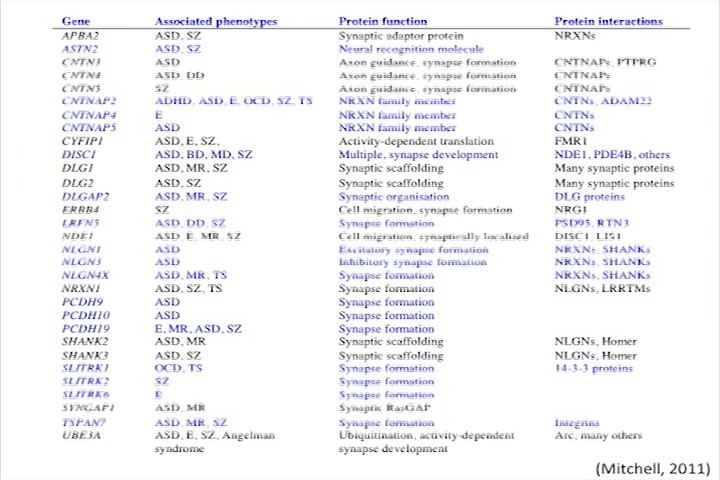 Gene Associated phenotypes Protein function Protein interactions
APBA2 ASD, SZ Synaptic adaptor protein NRXNs
ASTN2 ASD, SZ Neural recognition molecule
CNTN3 ASD Axon guidance, synapse formation CNTNAPs, PTPRG
CNTN4 ASD, DD Axon guidance, synapse formation CNTNAPs
CNTN5 SZ Axon guidance, synapse formation CNTNAPs
CNTNAP2 ADHD, ASD, E, OCD, SZ, TS NRXN family member CNTNs, ADAM22
CNTNAP4 E NRXN family member CNTNs
CNTNAP5 ASD NRXN family member CNTNs
CYFIP1 ASD, E, SZ, Activity-dependent translation FMR1
DISC1 ASD, BD, MD, SZ Multiple, synapse development NDE1, PDE4B, others
DLG1 ASD, MR, SZ Synaptic scaffolding Many synaptic proteins
DLG2 ASD, SZ Synaptic scaffolding Many synaptic proteins
DLGAP2 ASD, MR, SZ Synaptic organisation DLG proteins
ERBB4 SZ Cell migration, synapse formation NRG1
LRFN5 ASD, DD, SZ Synapse formation PSD95, RTN3
NDE1 ASD, E, MR, SZ Cell migration, synaptically localised DISC1, LIS1
NLGN1 ASD Excitatory synapse formation NRXNs, SHANKs
NLGN3 ASD Inhibitory synapse formation NRXNs, SHANKs
NLGN4X ASD, MR, TS Synapse formation NRXNs, SHANKs
NRXN1 ASD, SZ, TS Synapse formation NLGNs, LRRTMs
PCDH9 ASD Synapse formation
PCDH10 ASD Synapse formation
PCDH19 E, MR, ASD, SZ Synapse formation
SHANK2 ASD, MR Synaptic scaffolding NLGNs, Homer
SHANK3 ASD, SZ Synaptic scaffolding NLGNs, Homer
SLITRK1 OCD, TS Synapse formation 14-3-3 proteins
SLITRK2 SZ Synapse formation
SLITRK6 E Synapse formation
SYNGAP1 ASD, MR Synaptic RasGAP
TSPAN7 ASD, MR, SZ Synapse formation Integrins
UBE3A ASD, E, SZ, Angelman Ubiquitination, activity-dependent Arc, many others
syndrome synapse development
(Mitchell, 2011)